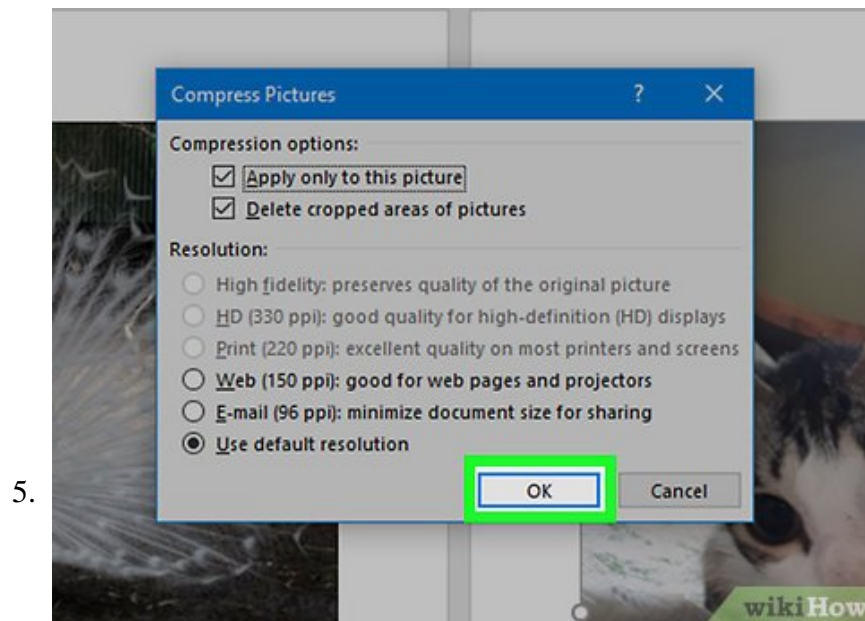 Compress Pictures ? ×
Compression options:
Apply only to this picture
Delete cropped areas of pictures
Resolution:
High fidelity: preserves quality of the original picture
HD (330 ppi): good quality for high-definition (HD) displays
Print (220 ppi): excellent quality on most printers and screens
Web (150 ppi): good for web pages and projectors
E-mail (96 ppi): minimize document size for sharing
Use default resolution
OK Cancel
5.
wikiHow